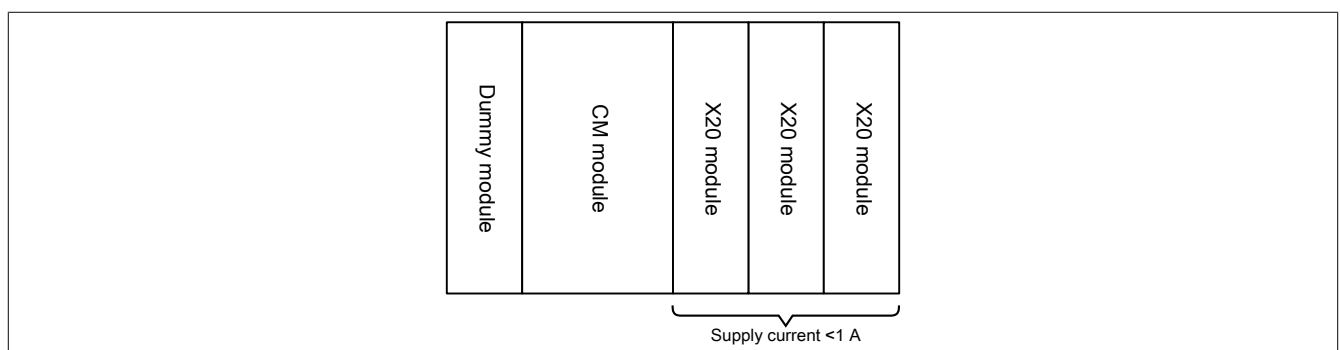 Dummy module
CM module
X20 module
X20 module
X20 module
Supply current <1 A